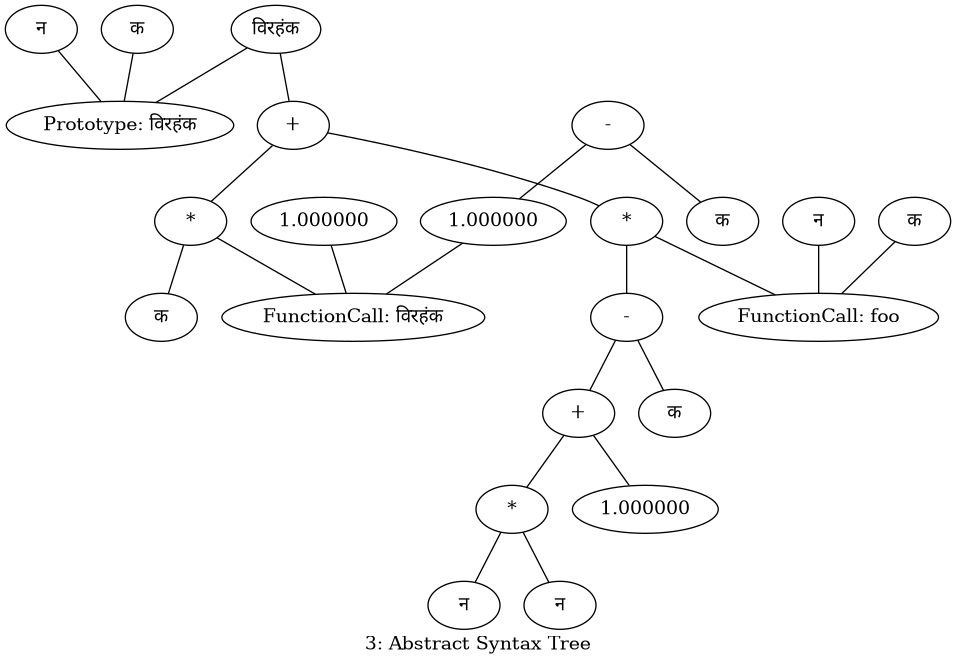 न क विरहंक
Prototype: विरहंक + -
* 1.000000 1.000000 * क न क
क FunctionCall: विरहंक - FunctionCall: foo
+ क
* 1.000000
न न
3: Abstract Syntax Tree